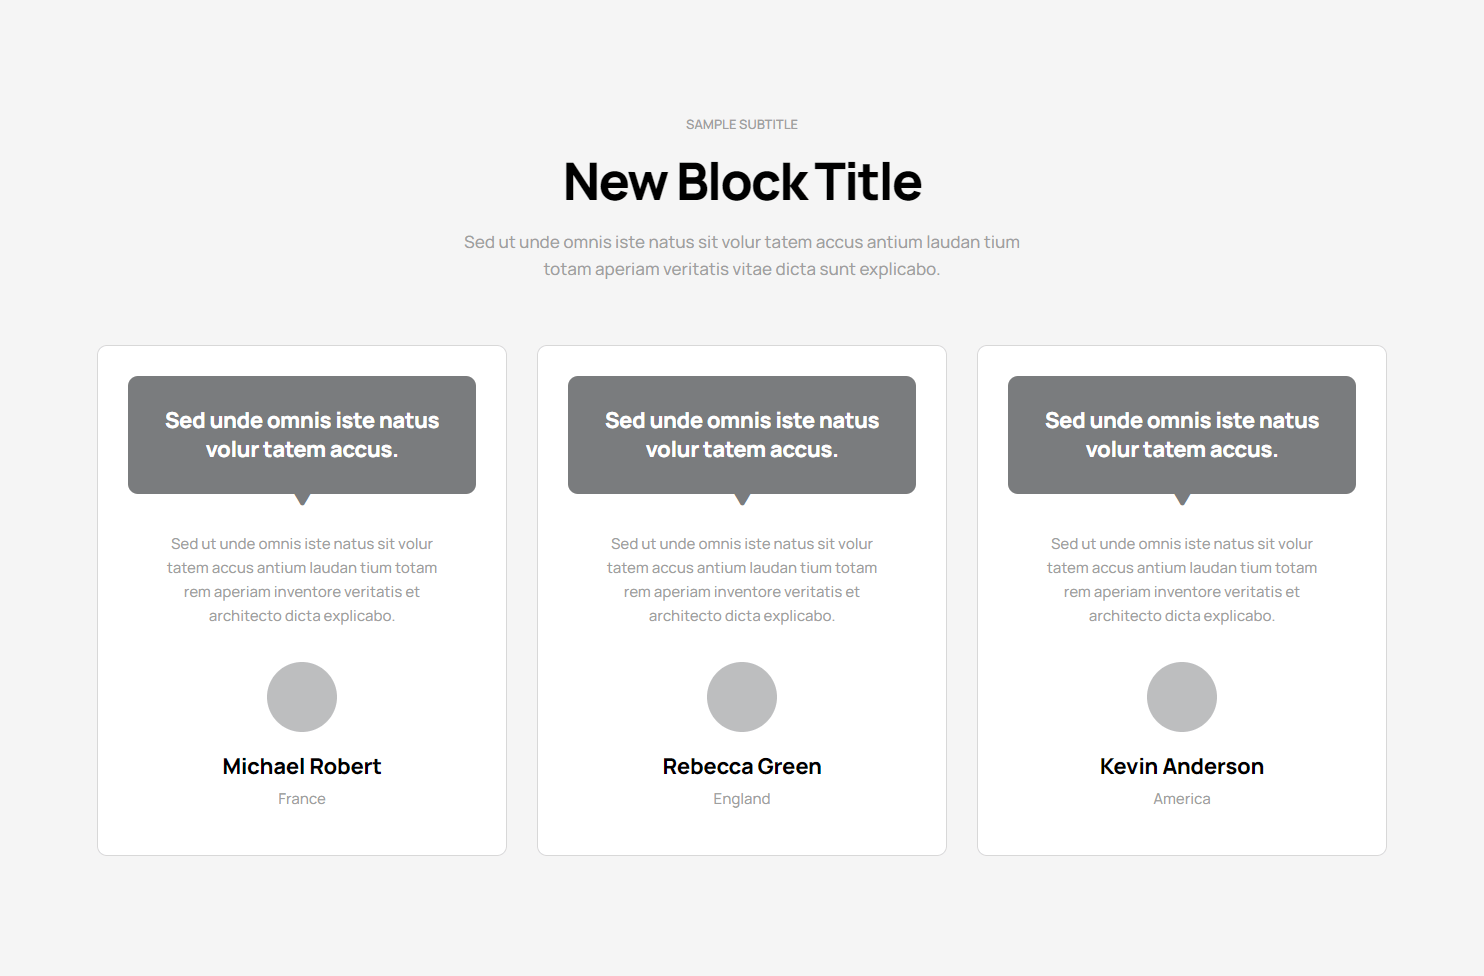 SAMPLE SUBTITLE
New Block Title
Sed ut unde omnis iste natus sit volur tatem accus antium laudan tium
totam aperiam veritatis vitae dicta sunt explicabo.
Sed unde omnis iste natus
volur tatem accus.
Sed ut unde omnis iste natus sit volur
tatem accus antium laudan tium totam
rem aperiam inventore veritatis et
architecto dicta explicabo.
Michael Robert
France
Sed unde omnis iste natus
volur tatem accus.
Sed ut unde omnis iste natus sit volur
tatem accus antium laudan tium totam
rem aperiam inventore veritatis et
architecto dicta explicabo.
Rebecca Green
England
Sed unde omnis iste natus
volur tatem accus.
Sed ut unde omnis iste natus sit volur
tatem accus antium laudan tium totam
rem aperiam inventore veritatis et
architecto dicta explicabo.
Kevin Anderson
America